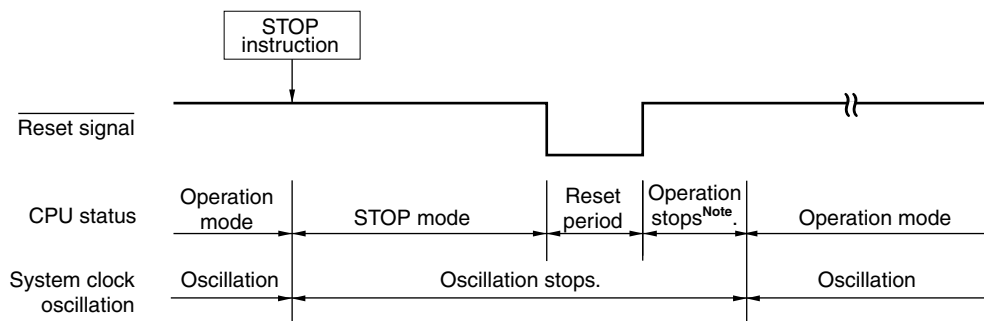 STOP
instruction
Reset signal
CPU status
Operation
mode
STOP mode
Reset
period
Operation
stopsNote.
Operation mode
System clock
oscillation
Oscillation
Oscillation stops.
Oscillation